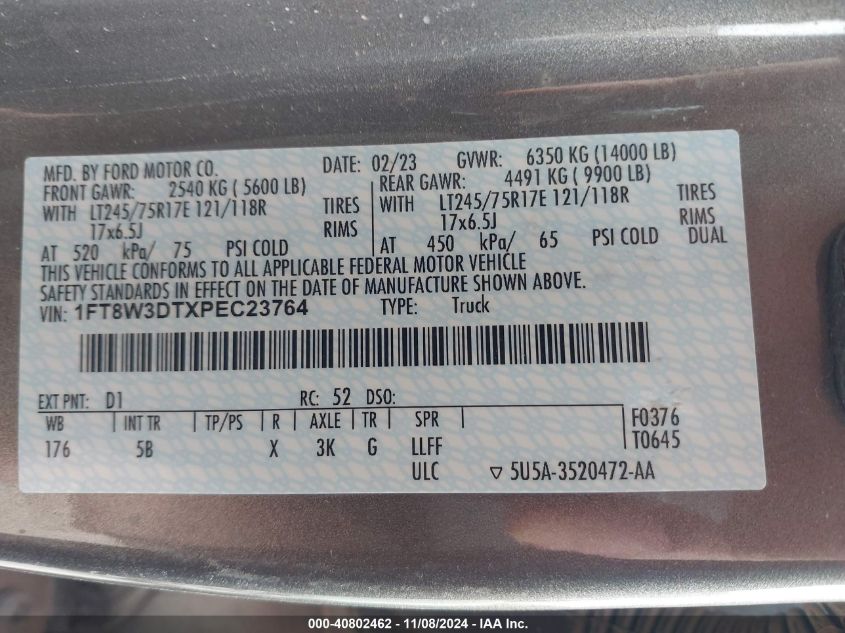 MFD. BY FORD MOTOR CO. DATE: 02/23 GVWR: 6350 KG (14000 LB)
FRONT GAWR: 2540 KG ( 5600 LB) REAR GAWR: 4491 KG ( 9900 LB)
WITH LT245/75R17E 121/118R TIRES WITH LT245/75R17E 121/118R TIRES
17x6.5J RIMS 17x6.5J RIMS
AT 520 kPa/ 75 PSI COLD AT 450 kPa/ 65 PSI COLD DUAL
THIS VEHICLE CONFORMS TO ALL APPLICABLE FEDERAL MOTOR VEHICLE
SAFETY STANDARDS IN EFFECT ON THE DATE OF MANUFACTURE SHOWN ABOVE.
VIN: 1FT8W3DTXPEC23764 TYPE: Truck
EXT PNT: D1 RC: 52 DSO:
WB INT TR TP/PS R AXLE TR SPR F0376
176 5B X 3K G LLFF T0645
ULC ▽ 5U5A-3520472-AA
000-40802462 - 11/08/2024 - IAA Inc.